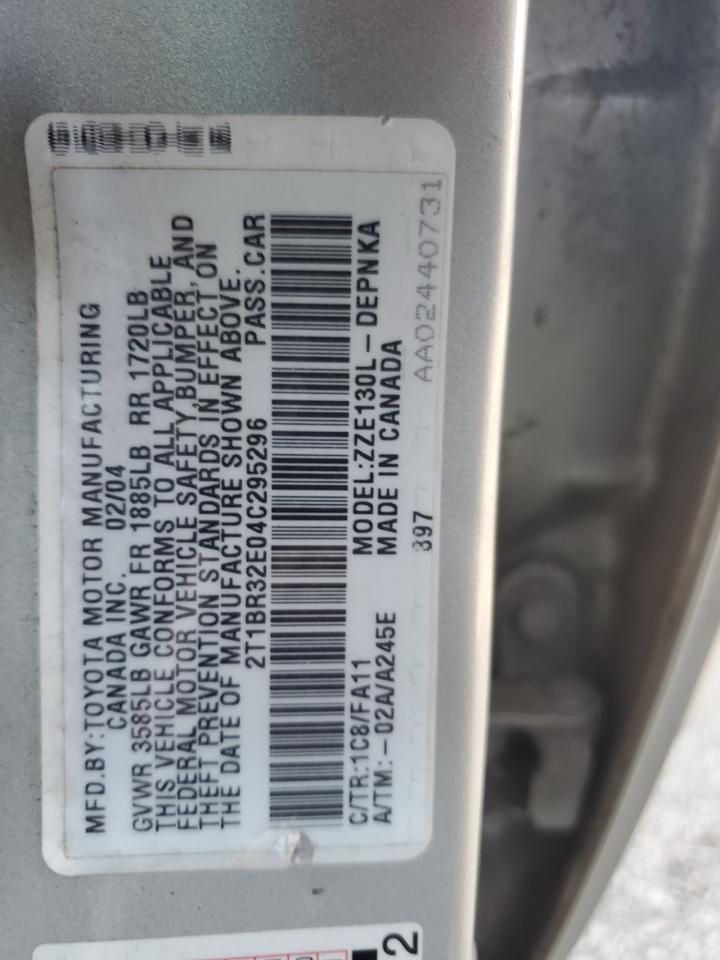 MFD.BY:TOYOTA MOTOR MANUFACTURING
CANADA INC. 02/04
GVWR 3585LB GAWR FR 1885LB RR 1720LB
THIS VEHICLE CONFORMS TO ALL APPLICABLE
FEDERAL MOTOR VEHICLE SAFETY,BUMPER, AND
THEFT PREVENTION STANDARDS IN EFFECT ON
THE DATE OF MANUFACTURE SHOWN ABOVE.
2T1BR32E04C295296 PASS.CAR
C/TR:1C8/FA11 MODEL:ZZE130L-DEPNKA
A/TM:-02A/A245E MADE IN CANADA
397 AA02440731
2